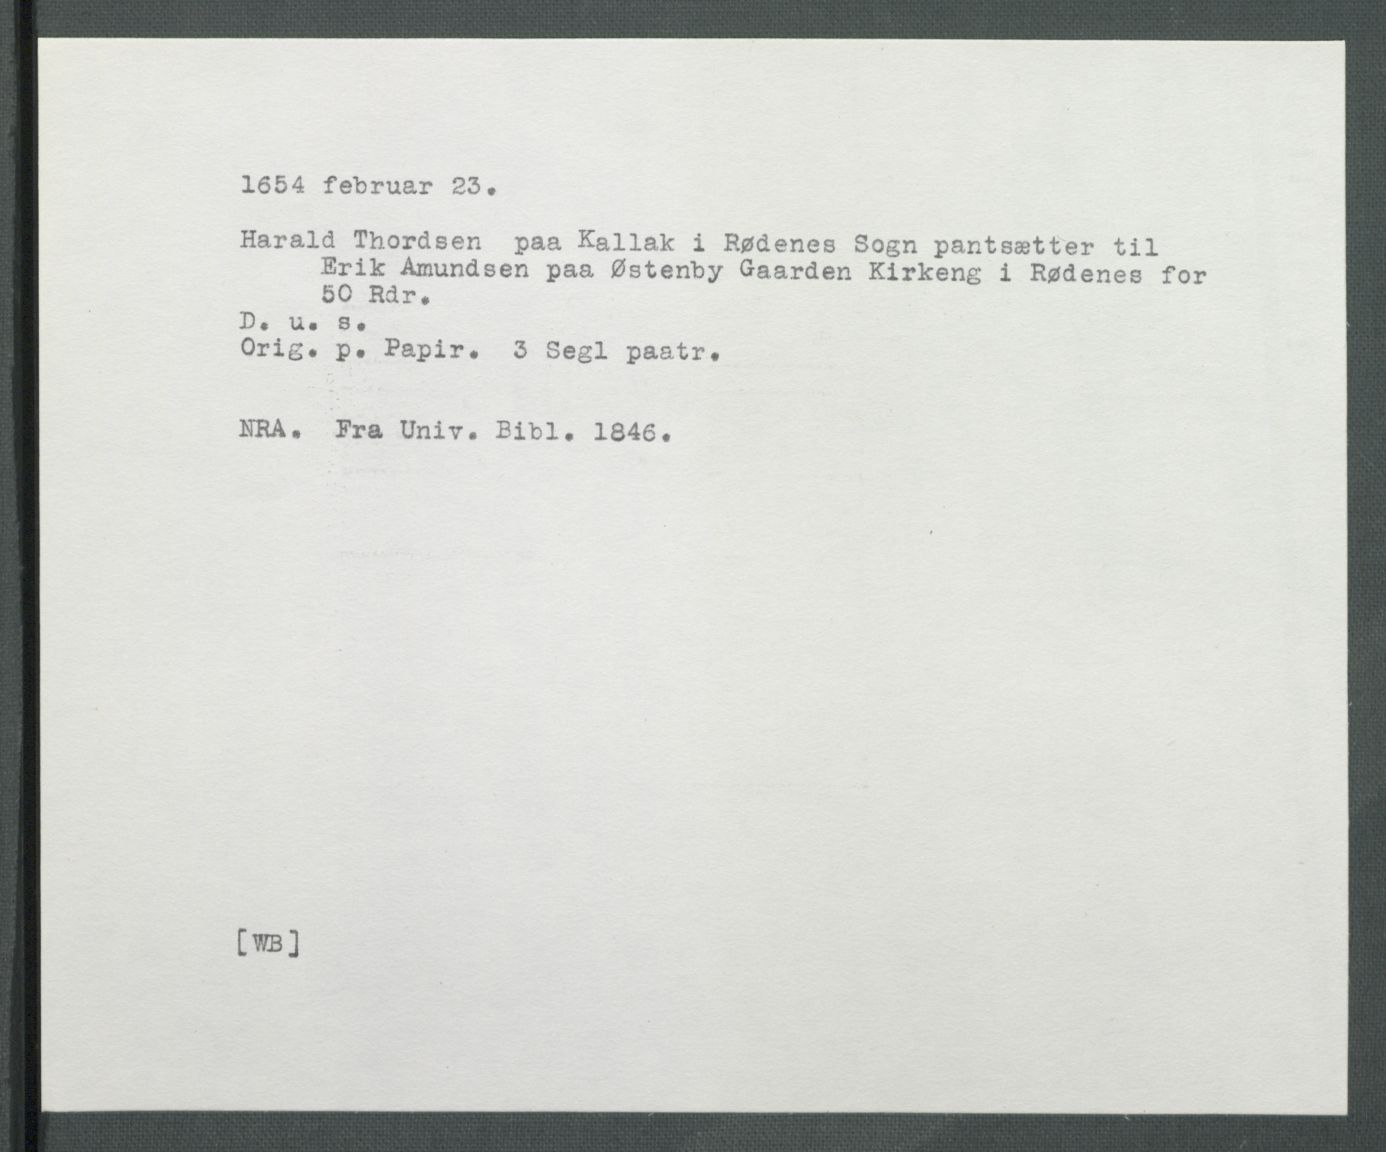 1654 februar 23.
Harald Thordsen paa Kallak i Rødenes Sogn pantsætter til
Erik Amundsen paa Østenby Gaarden Kirkeng i Rødenes for
50 Rdr.
D. u. s.
Orig. p. Papir. 3 Segl paatr.
NRA. Fra Univ. Bibl. 1846.
[WB]